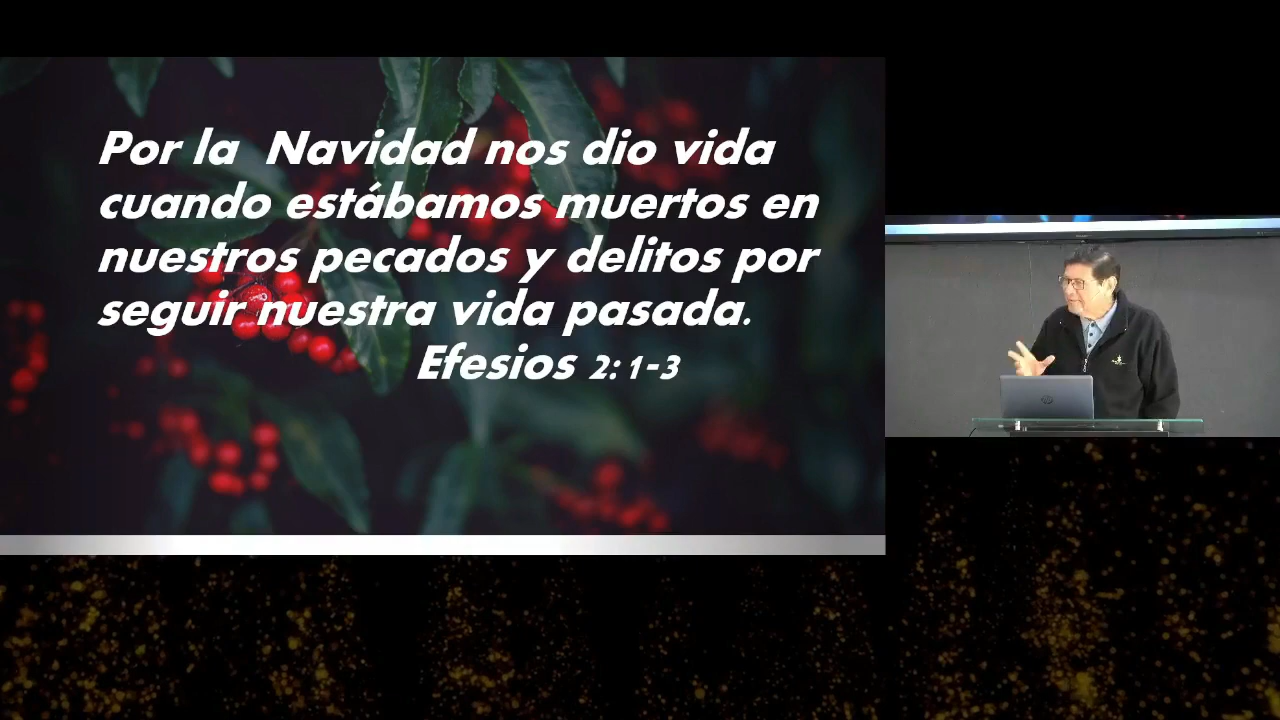 Por la Navidad nos dio vida
cuando estábamos muertos en
nuestros pecados y delitos por
seguir nuestra vida pasada.
Efesios 2: 1-3